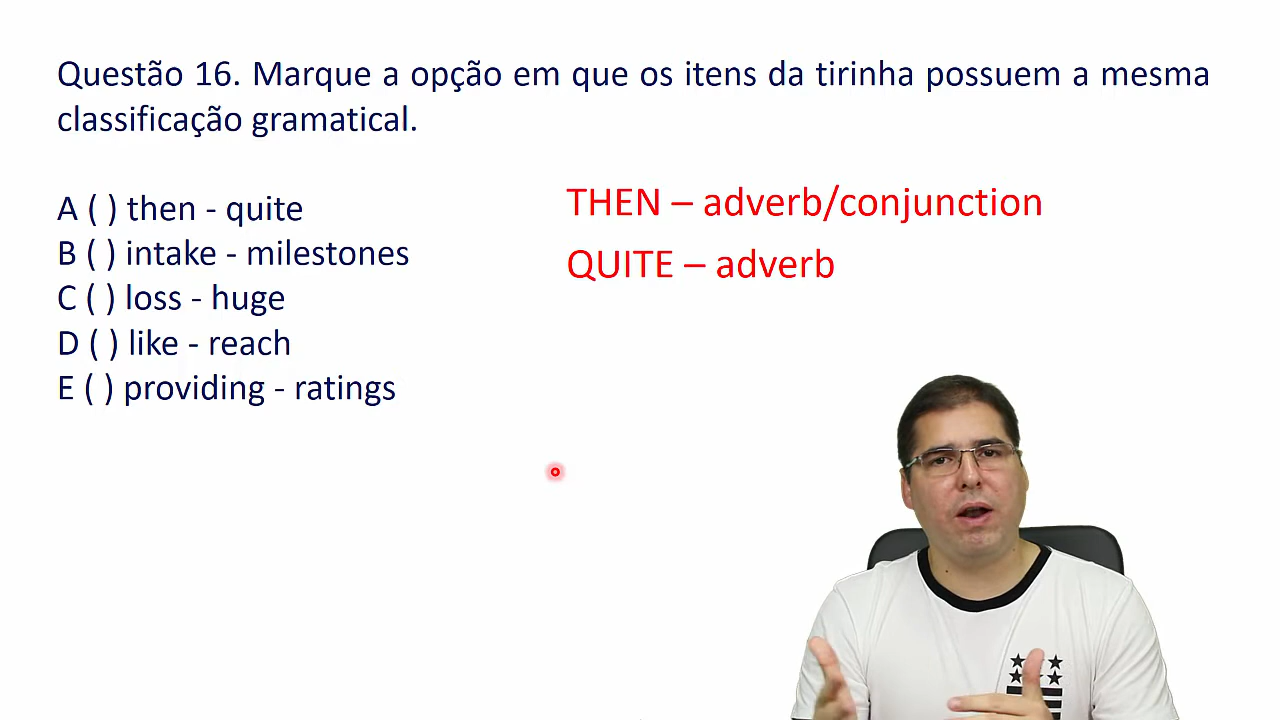 Questão 16. Marque a opção em que os itens da tirinha possuem a mesma
classificação gramatical.
A ( ) then - quite
B ( ) intake - milestones
C ( ) loss - huge
D ( ) like - reach
E ( ) providing - ratings
THEN – adverb/conjunction
QUITE – adverb